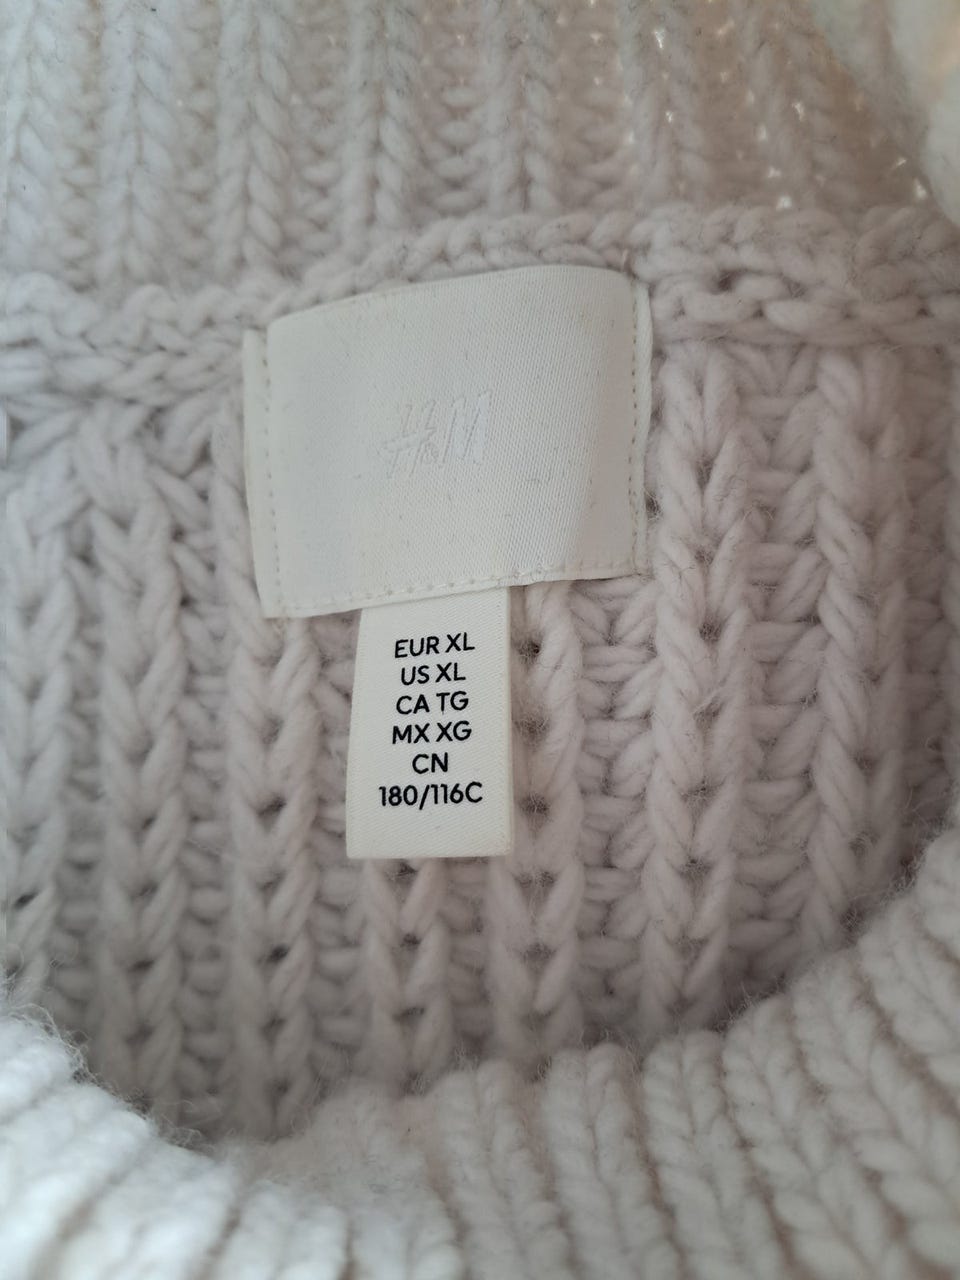 H&M
EUR XL
US XL
CA TG
MX XG
CN
180/116C